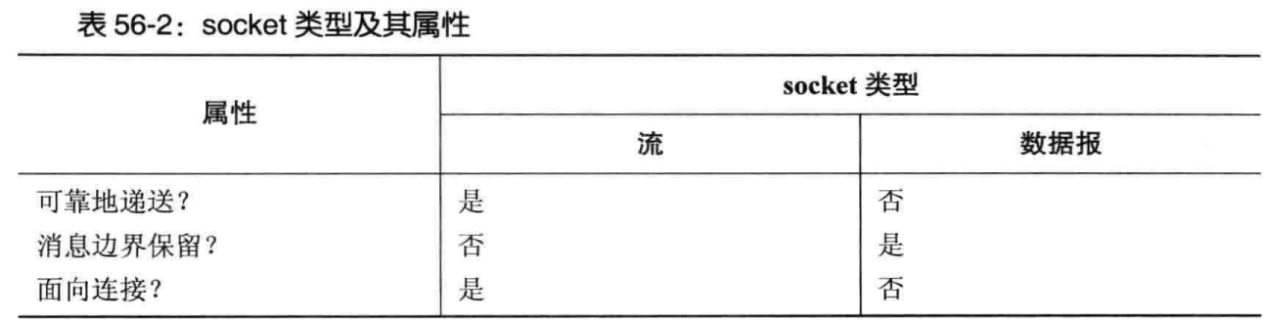 表 56-2：socket 类型及其属性
属性
socket 类型
流 数据报
可靠地递送？ 是 否
消息边界保留？ 否 是
面向连接？ 是 否